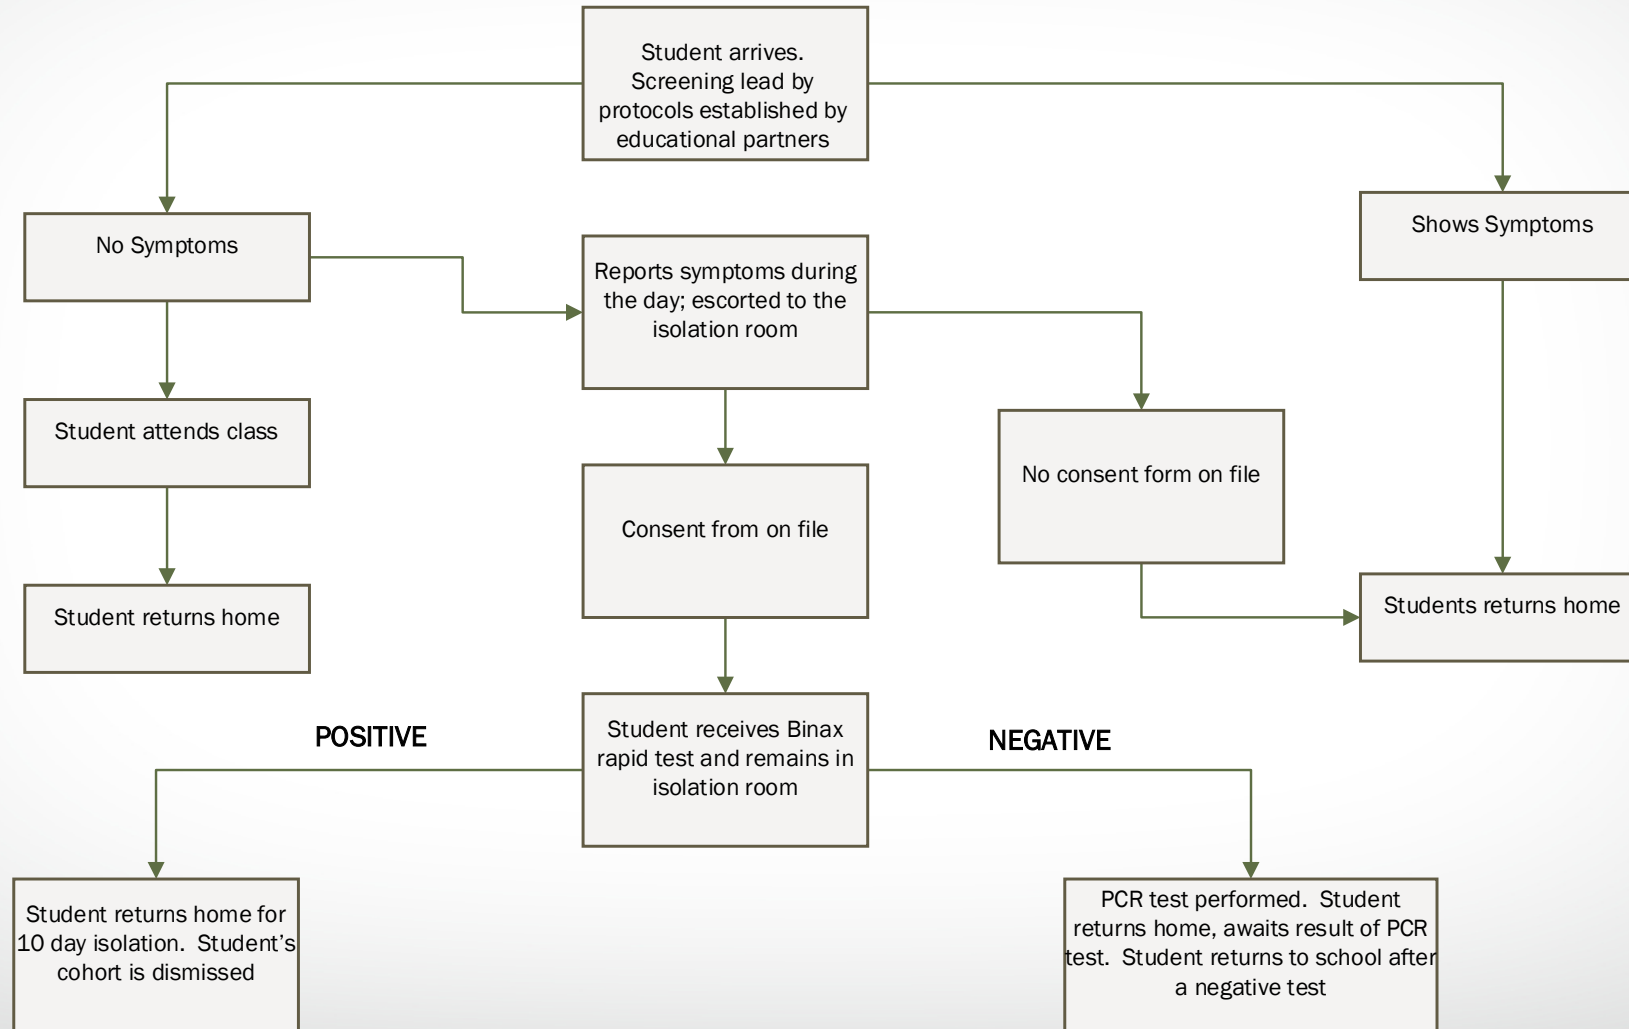 Student arrives.
Screening lead by
protocols established by
educational partners
No Symptoms
Shows Symptoms
Reports symptoms during
the day; escorted to the
isolation room
Student attends class
No consent form on file
Consent from on file
Student returns home
Students returns home
POSITIVE
Student receives Binax
rapid test and remains in
isolation room
NEGATIVE
Student returns home for
10 day isolation.  Student’s
cohort is dismissed
PCR test performed.  Student
returns home, awaits result of PCR
test.  Student returns to school after
a negative test